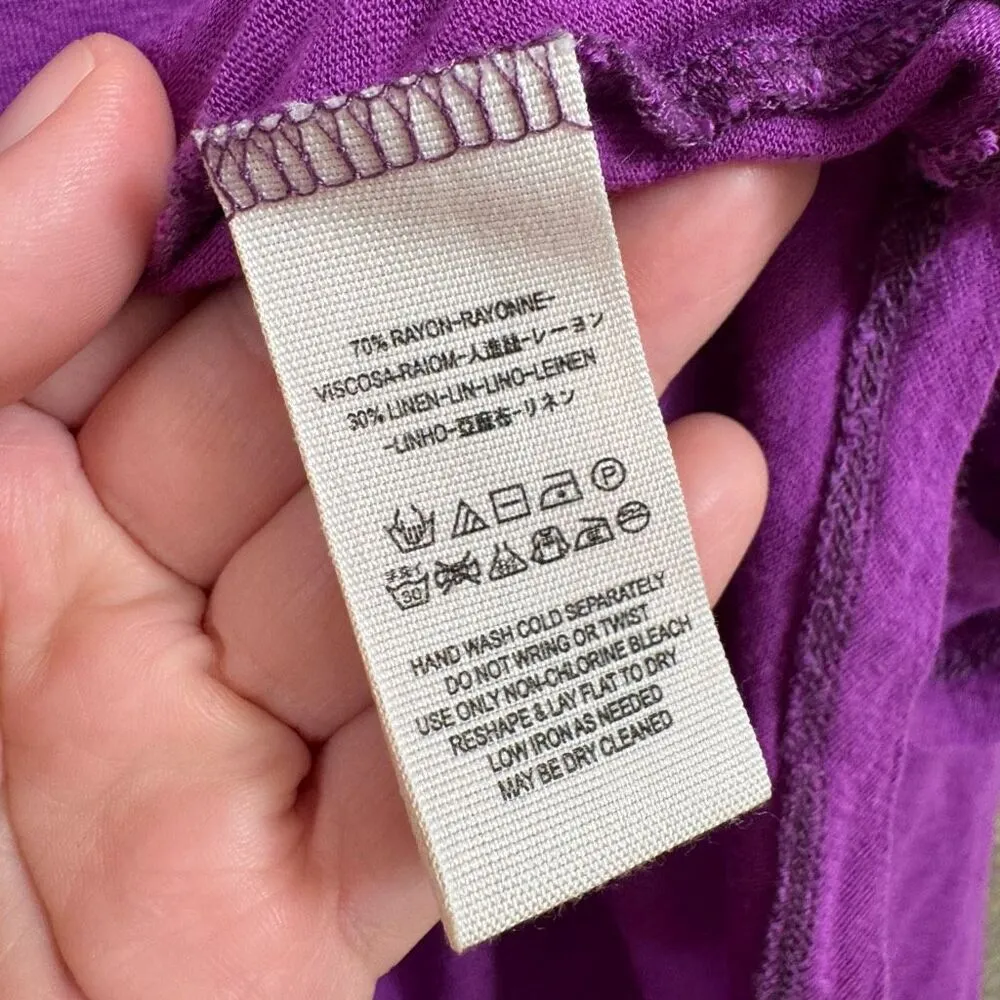 70% RAYON-RAYONNE-
VISCOSA-RAIOM-人造絲-レーヨン
30% LINEN-LIN-LINO-LEINEN
-LINHO-亞麻布-リネン
P
30
HAND WASH COLD SEPARATELY
DO NOT WRING OR TWIST
USE ONLY NON-CHLORINE BLEACH
RESHAPE & LAY FLAT TO DRY
LOW IRON AS NEEDED
MAY BE DRY CLEANED